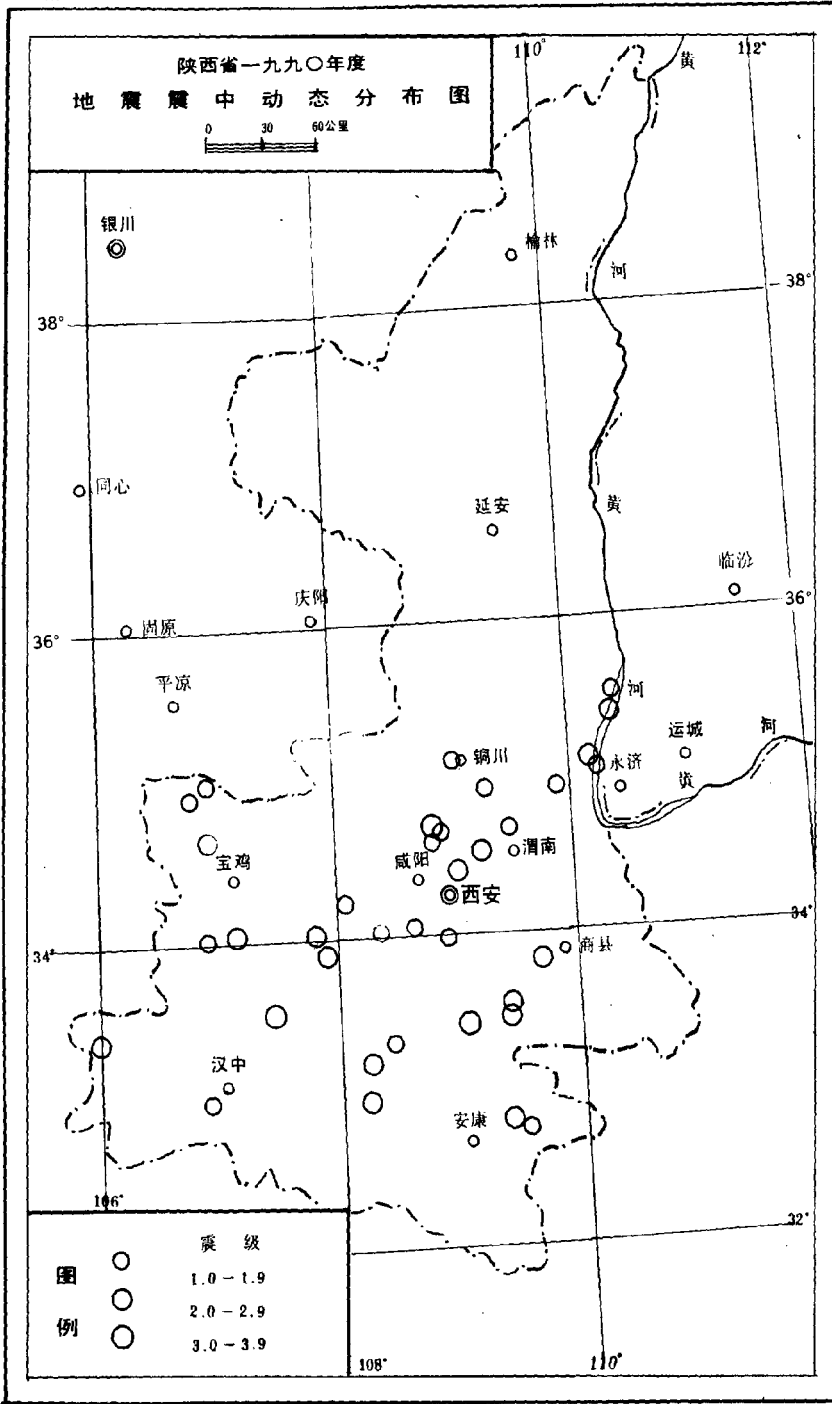 陕西省一九九〇年度
地震震中动态分布图
0 30 60公里
110°
112°
黄
银川
榆林
河
38°
38°
同心
黄
延安
临汾
庆阳
36°
固原
36°
平凉
河
运城
河
铜川
永济
黄
咸阳
渭南
宝鸡
西安
34°
商县
34°
汉中
安康
106°
32°
图例
震级
1.0-1.9
2.0-2.9
3.0-3.9
108°
110°